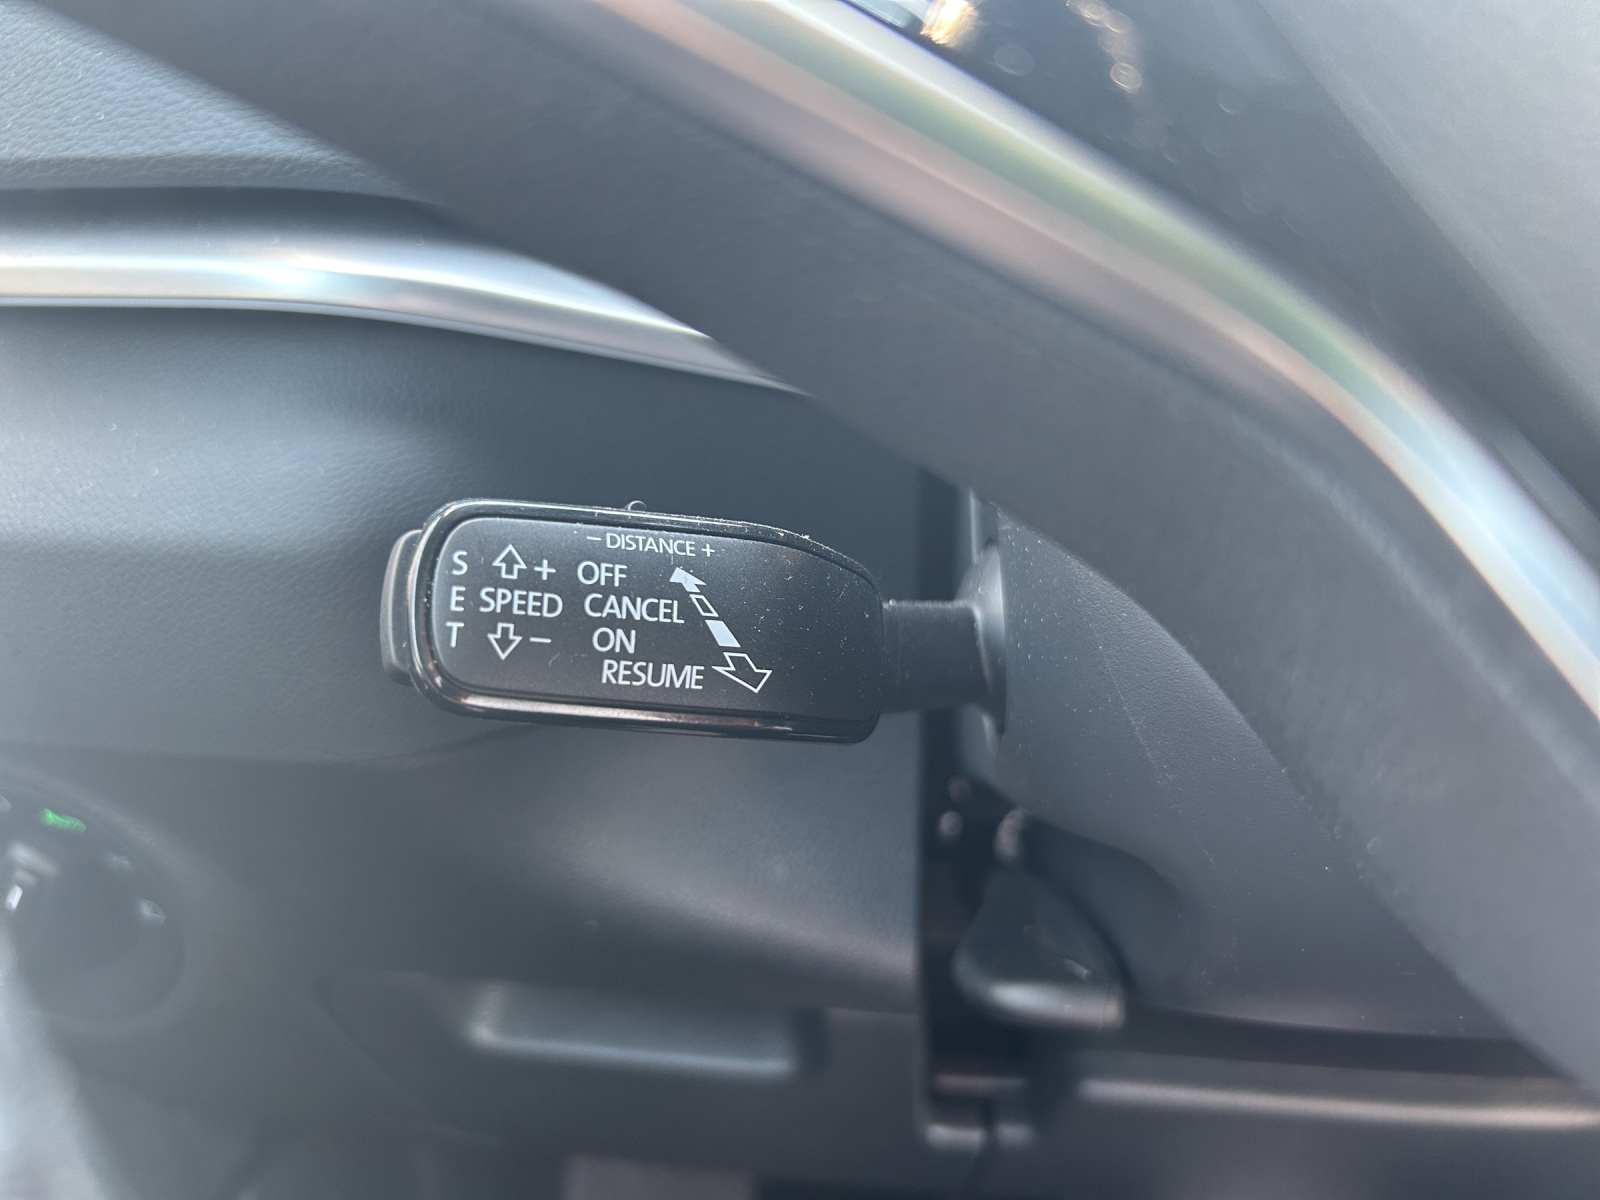 − DISTANCE +
S + OFF
E SPEED CANCEL
T − ON
RESUME